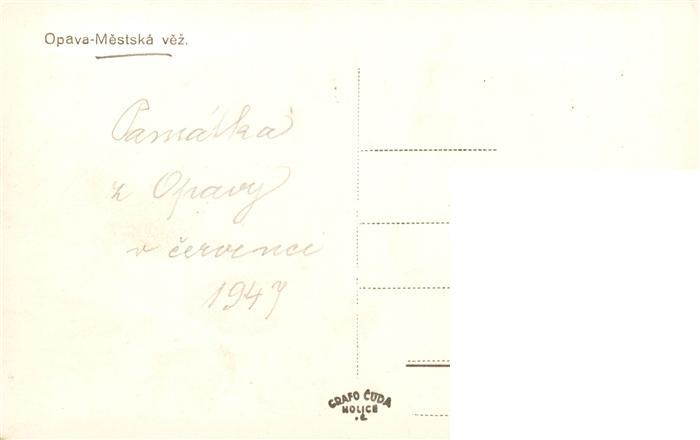 Opava-Městská věž.
Památka
z Opavy
v červenci
1947
GRAFO ČUDA
HOLICE
.č.